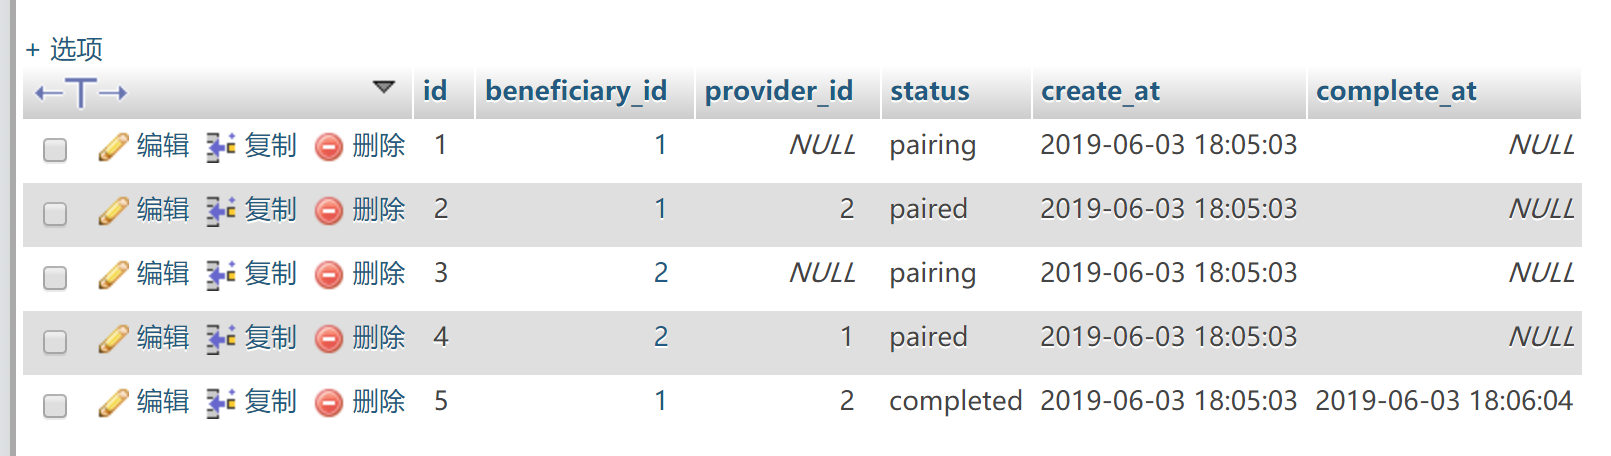 + 选项
←T→ id beneficiary_id provider_id status create_at complete_at
编辑 复制 删除 1 1 NULL pairing 2019-06-03 18:05:03 NULL
编辑 复制 删除 2 1 2 paired 2019-06-03 18:05:03 NULL
编辑 复制 删除 3 2 NULL pairing 2019-06-03 18:05:03 NULL
编辑 复制 删除 4 2 1 paired 2019-06-03 18:05:03 NULL
编辑 复制 删除 5 1 2 completed 2019-06-03 18:05:03 2019-06-03 18:06:04